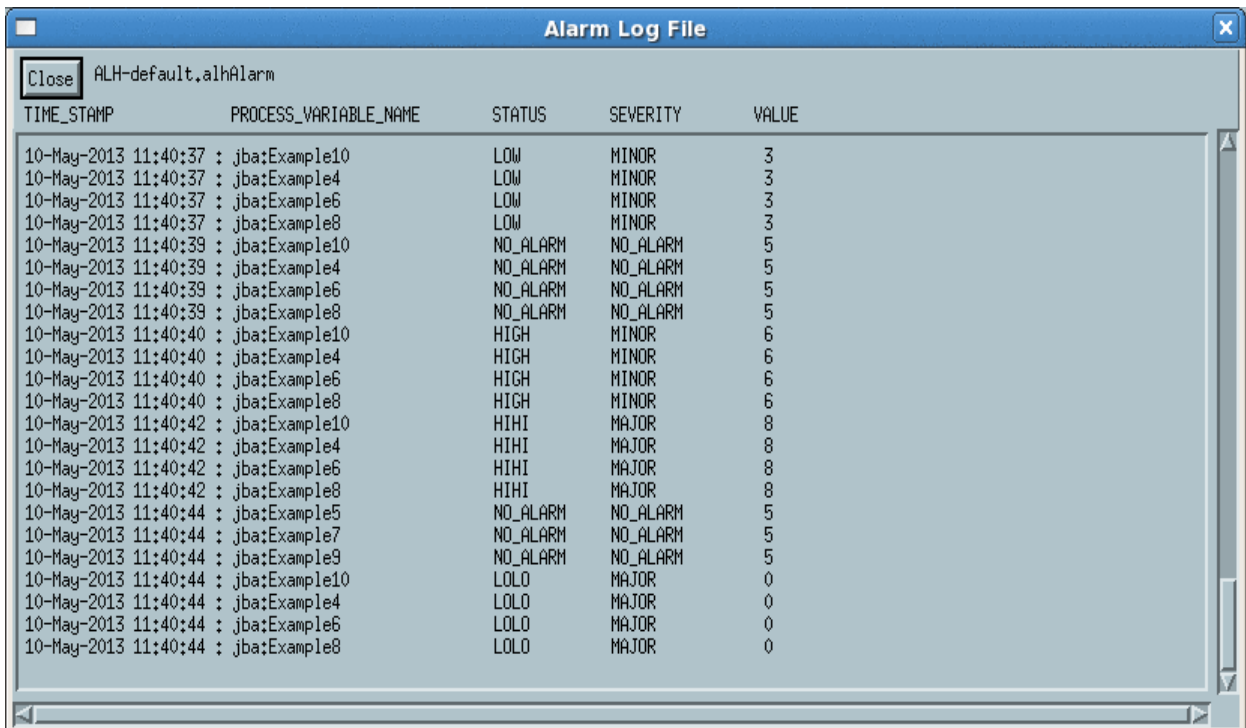 Alarm Log File
Close ALH-default.alhAlarm
TIME_STAMP PROCESS_VARIABLE_NAME STATUS SEVERITY VALUE
10-May-2013 11:40:37 : jba:Example10 LOW MINOR 3
10-May-2013 11:40:37 : jba:Example4 LOW MINOR 3
10-May-2013 11:40:37 : jba:Example6 LOW MINOR 3
10-May-2013 11:40:37 : jba:Example8 LOW MINOR 3
10-May-2013 11:40:39 : jba:Example10 NO_ALARM NO_ALARM 5
10-May-2013 11:40:39 : jba:Example4 NO_ALARM NO_ALARM 5
10-May-2013 11:40:39 : jba:Example6 NO_ALARM NO_ALARM 5
10-May-2013 11:40:39 : jba:Example8 NO_ALARM NO_ALARM 5
10-May-2013 11:40:40 : jba:Example10 HIGH MINOR 6
10-May-2013 11:40:40 : jba:Example4 HIGH MINOR 6
10-May-2013 11:40:40 : jba:Example6 HIGH MINOR 6
10-May-2013 11:40:40 : jba:Example8 HIGH MINOR 6
10-May-2013 11:40:42 : jba:Example10 HIHI MAJOR 8
10-May-2013 11:40:42 : jba:Example4 HIHI MAJOR 8
10-May-2013 11:40:42 : jba:Example6 HIHI MAJOR 8
10-May-2013 11:40:42 : jba:Example8 HIHI MAJOR 8
10-May-2013 11:40:44 : jba:Example5 NO_ALARM NO_ALARM 5
10-May-2013 11:40:44 : jba:Example7 NO_ALARM NO_ALARM 5
10-May-2013 11:40:44 : jba:Example9 NO_ALARM NO_ALARM 5
10-May-2013 11:40:44 : jba:Example10 LOLO MAJOR 0
10-May-2013 11:40:44 : jba:Example4 LOLO MAJOR 0
10-May-2013 11:40:44 : jba:Example6 LOLO MAJOR 0
10-May-2013 11:40:44 : jba:Example8 LOLO MAJOR 0